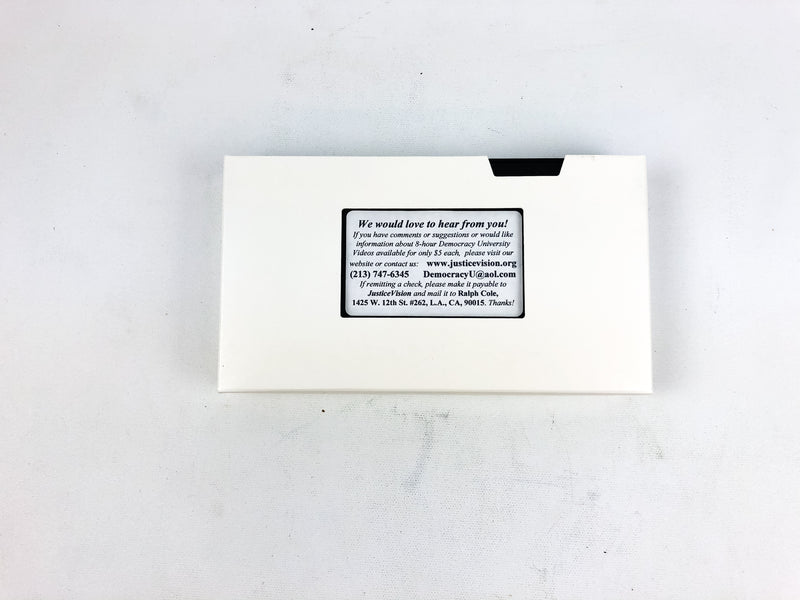 We would love to hear from you!
If you have comments or suggestions or would like
information about 8-hour Democracy University
Videos available for only $5 each, please visit our
website or contact us: www.justicevision.org
(213) 747-6345 DemocracyU@aol.com
If remitting a check, please make it payable to
JusticeVision and mail it to Ralph Cole,
1425 W. 12th St. #262, L.A., CA, 90015. Thanks!